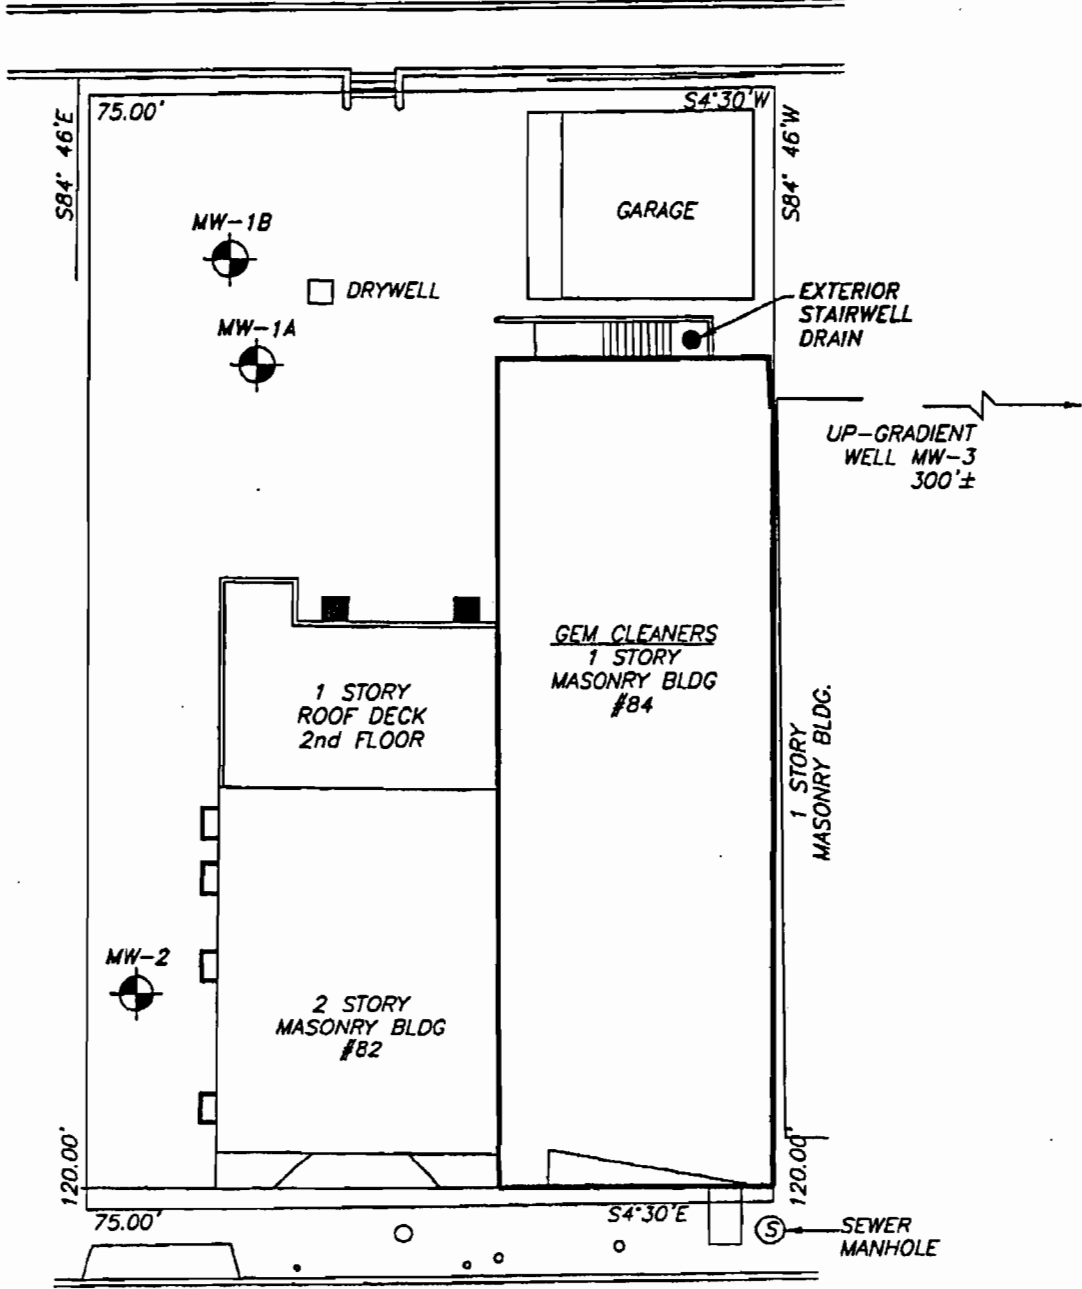 75.00'
S4°30'W
S84° 46'E
S84° 46'W
GARAGE
MW-1B
DRYWELL
EXTERIOR
STAIRWELL
DRAIN
MW-1A
UP-GRADIENT
WELL MW-3
300'±
GEM CLEANERS
1 STORY
MASONRY BLDG
#84
1 STORY
ROOF DECK
2nd FLOOR
1 STORY
MASONRY BLDG.
MW-2
2 STORY
MASONRY BLDG
#82
120.00'
120.00'
75.00'
S4°30'E
S
SEWER
MANHOLE